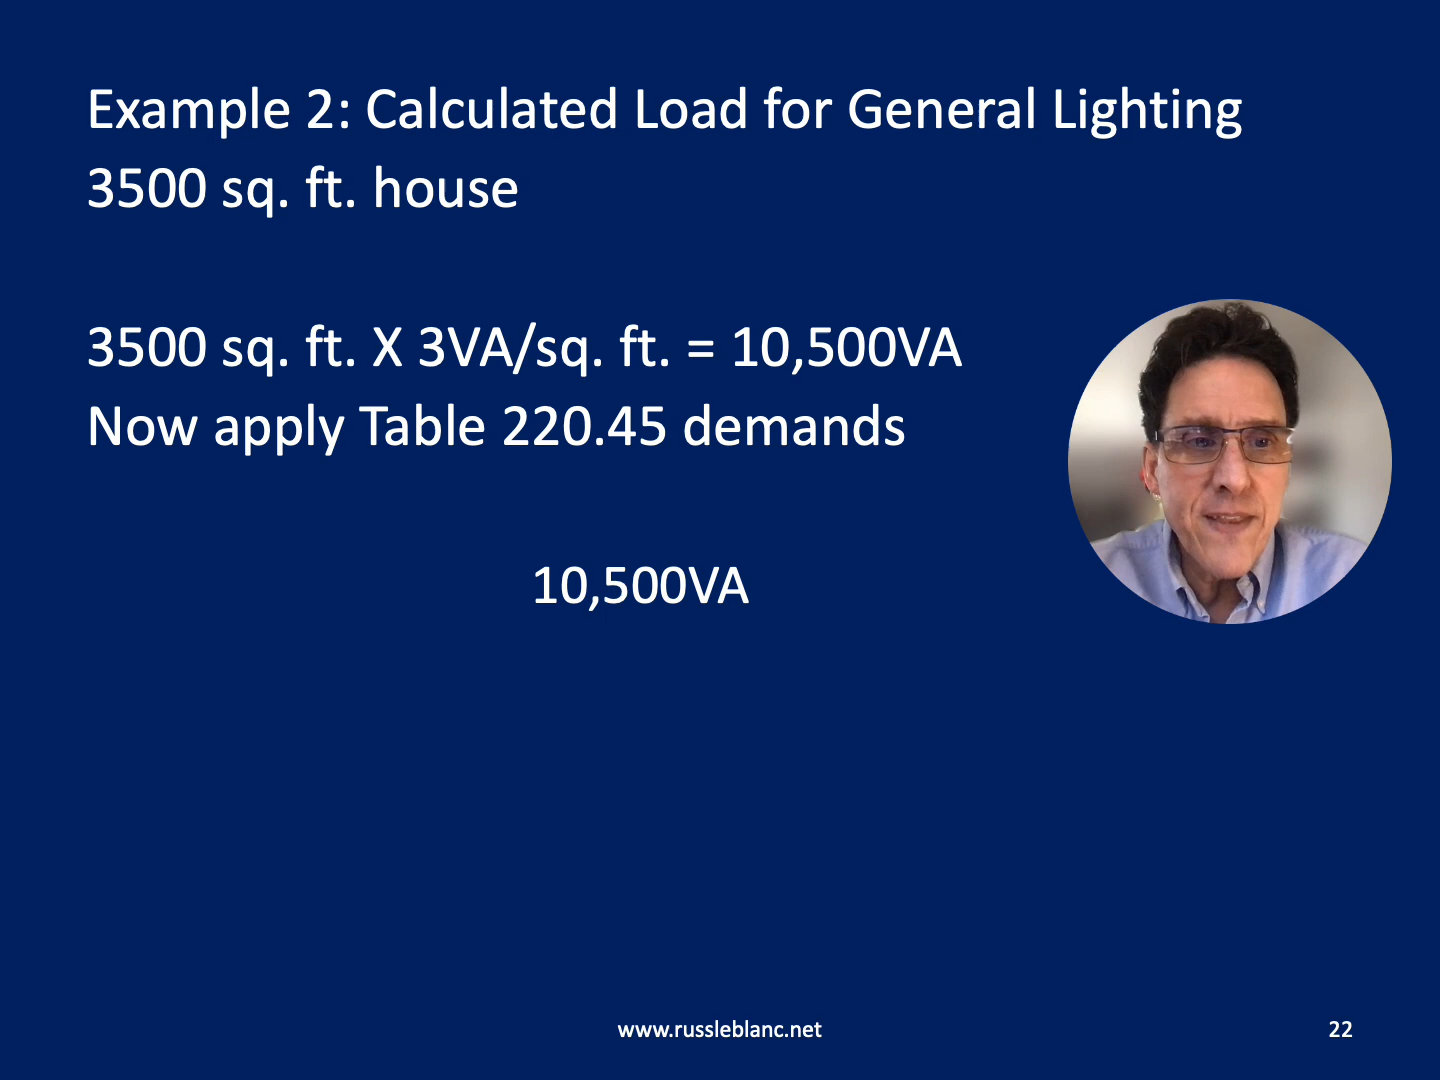 Example 2: Calculated Load for General Lighting
3500 sq. ft. house
3500 sq. ft. X 3VA/sq. ft. = 10,500VA
Now apply Table 220.45 demands
10,500VA
www.russleblanc.net
22